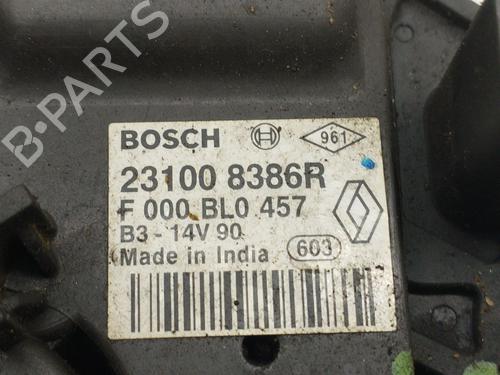 B-PARTS
BOSCH
961
23100 8386R
F 000 BL0 457
B3 - 14V 90
Made in India 603